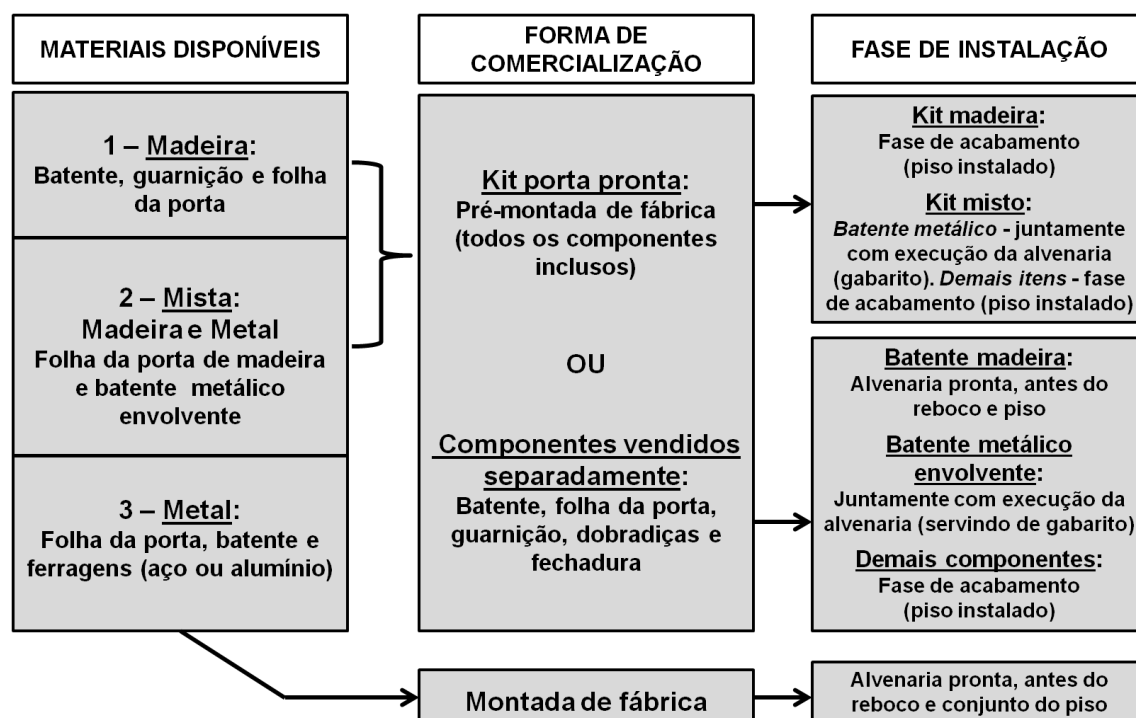 MATERIAIS DISPONÍVEIS
1 – Madeira:
Batente, guarnição e folha
da porta
2 – Mista:
Madeira e Metal
Folha da porta de madeira
e batente metálico
envolvente
3 – Metal:
Folha da porta, batente e
ferragens (aço ou alumínio)
FORMA DE
COMERCIALIZAÇÃO
Kit porta pronta:
Pré-montada de fábrica
(todos os componentes
inclusos)
OU
Componentes vendidos
separadamente:
Batente, folha da porta,
guarnição, dobradiças e
fechadura
Montada de fábrica
FASE DE INSTALAÇÃO
Kit madeira:
Fase de acabamento
(piso instalado)
Kit misto:
Batente metálico - juntamente
com execução da alvenaria
(gabarito). Demais itens - fase
de acabamento (piso instalado)
Batente madeira:
Alvenaria pronta, antes do
reboco e piso
Batente metálico
envolvente:
Juntamente com execução da
alvenaria (servindo de gabarito)
Demais componentes:
Fase de acabamento
(piso instalado)
Alvenaria pronta, antes do
reboco e conjunto do piso